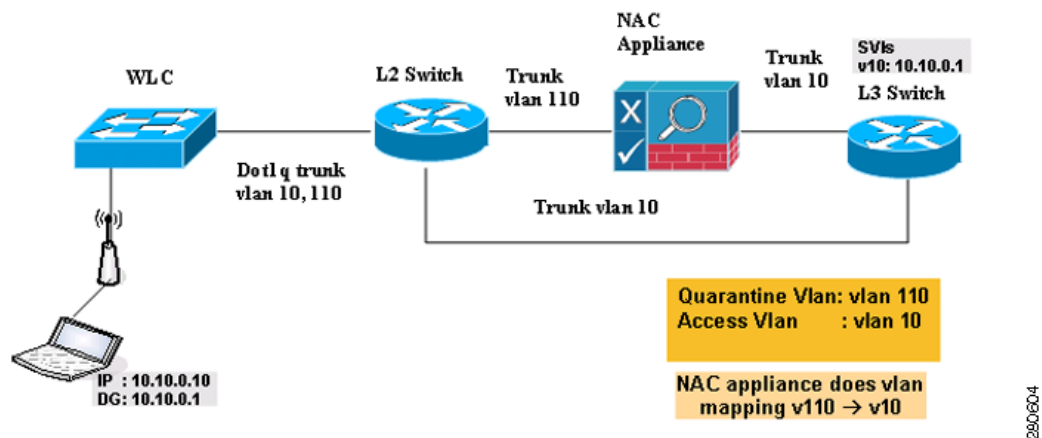 NAC
Appliance
SVIs
v10: 10.10.0.1
WLC
L2 Switch
Trunk
vlan 110
Trunk
vlan 10
L3 Switch
X
✓
Dot1q trunk
vlan 10, 110
Trunk vlan 10
Quarantine Vlan: vlan 110
Access Vlan : vlan 10
IP : 10.10.0.10
DG: 10.10.0.1
NAC appliance does vlan
mapping v110 → v10
280604